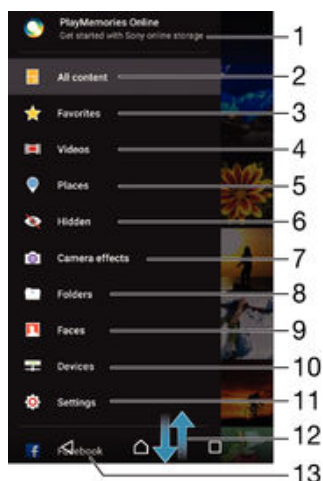 PlayMemories Online
Get started with Sony online storage
1
All content
2
Favorites
3
Videos
4
Places
5
Hidden
6
Camera effects
7
Folders
8
Faces
9
Devices
10
Settings
11
12
Facebook
13